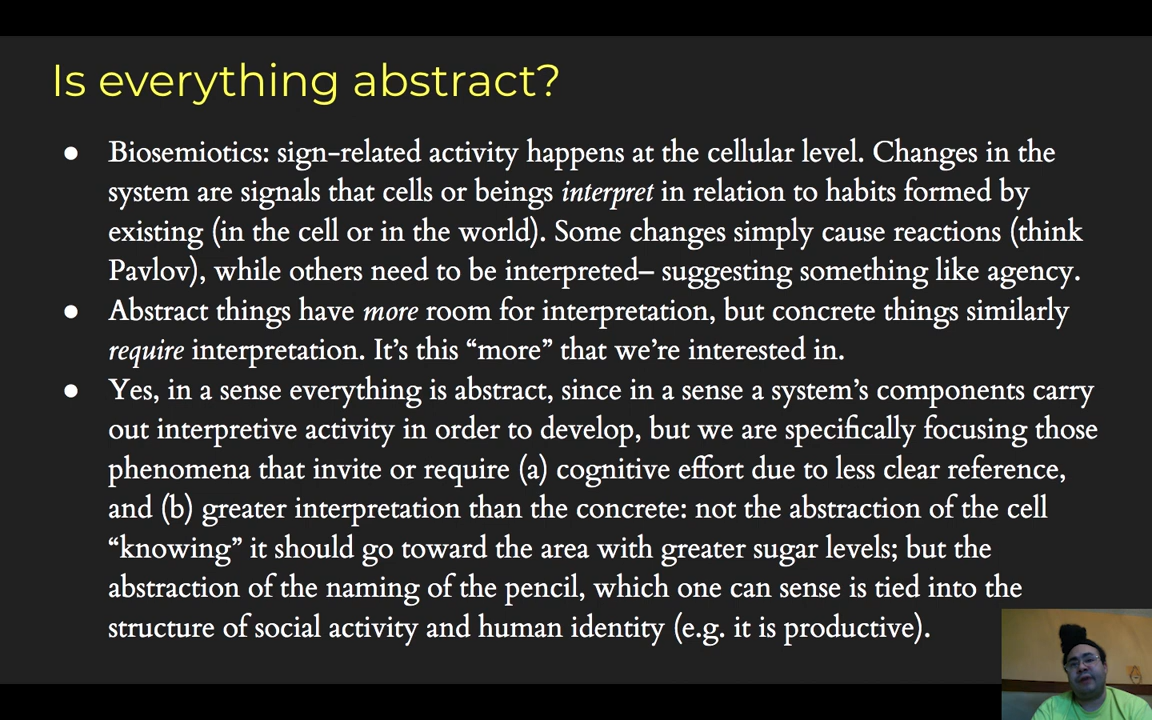 Is everything abstract?
● Biosemiotics: sign-related activity happens at the cellular level. Changes in the
system are signals that cells or beings interpret in relation to habits formed by
existing (in the cell or in the world). Some changes simply cause reactions (think
Pavlov), while others need to be interpreted– suggesting something like agency.
● Abstract things have more room for interpretation, but concrete things similarly
require interpretation. It’s this “more” that we’re interested in.
● Yes, in a sense everything is abstract, since in a sense a system’s components carry
out interpretive activity in order to develop, but we are specifically focusing those
phenomena that invite or require (a) cognitive effort due to less clear reference,
and (b) greater interpretation than the concrete: not the abstraction of the cell
“knowing” it should go toward the area with greater sugar levels; but the
abstraction of the naming of the pencil, which one can sense is tied into the
structure of social activity and human identity (e.g. it is productive).